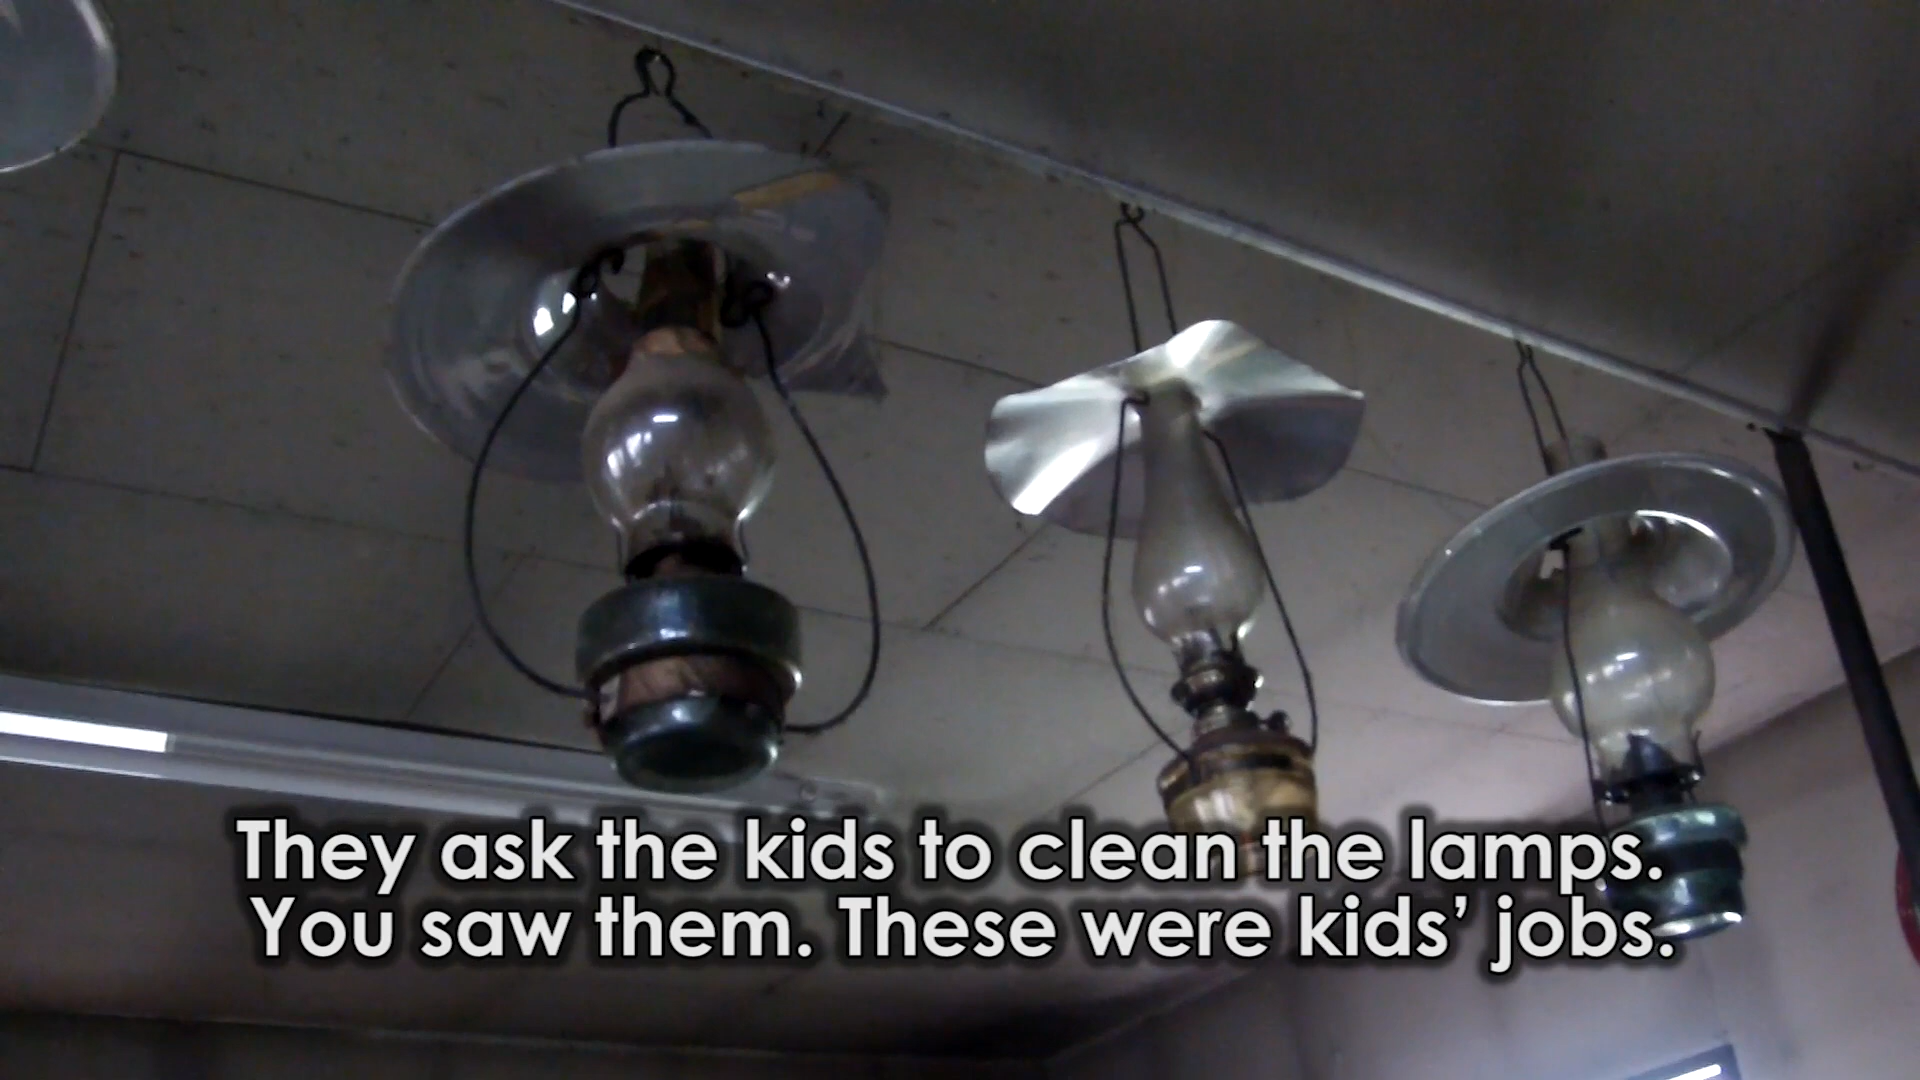 They ask the kids to clean the lamps.
You saw them. These were kids’ jobs.